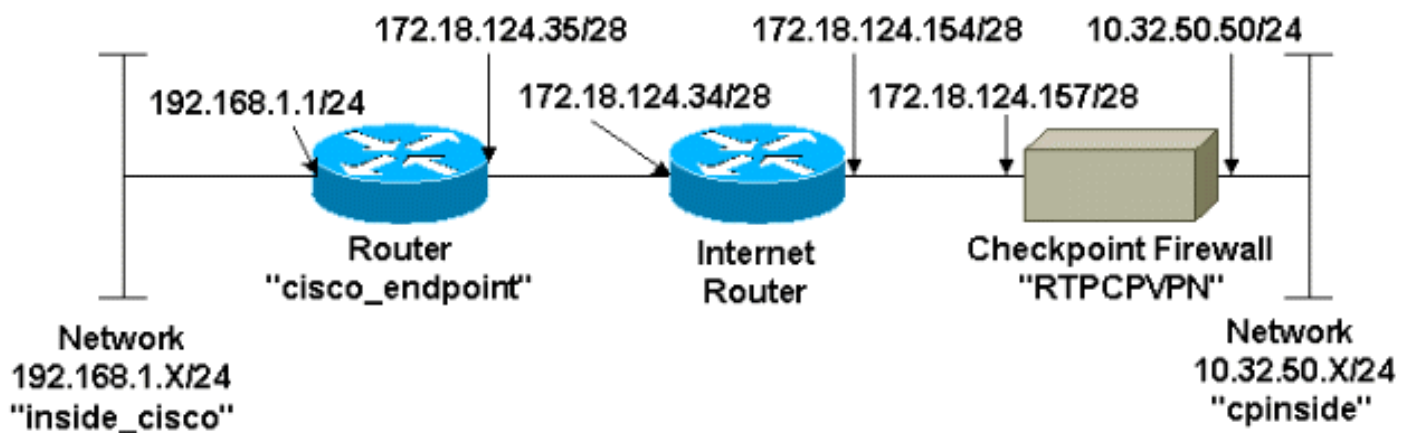 172.18.124.35/28
172.18.124.154/28
10.32.50.50/24
192.168.1.1/24
172.18.124.34/28
172.18.124.157/28
Router
"cisco_endpoint"
Internet
Router
Checkpoint Firewall
"RTPCPVPN"
Network
192.168.1.X/24
"inside_cisco"
Network
10.32.50.X/24
"cpinside"